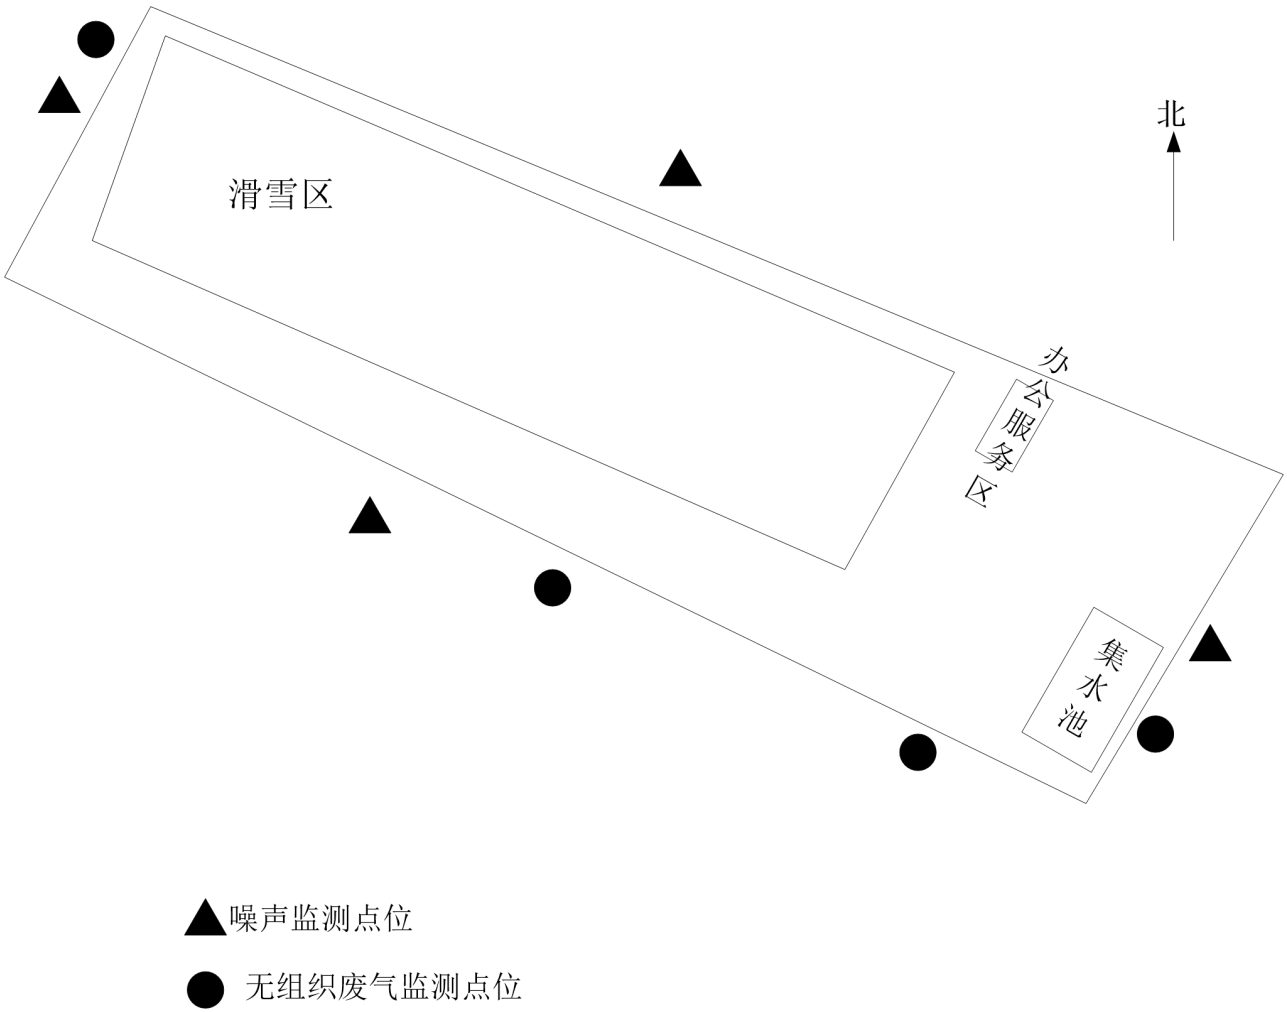 北
滑雪区
办公服务区
集水池
噪声监测点位
无组织废气监测点位